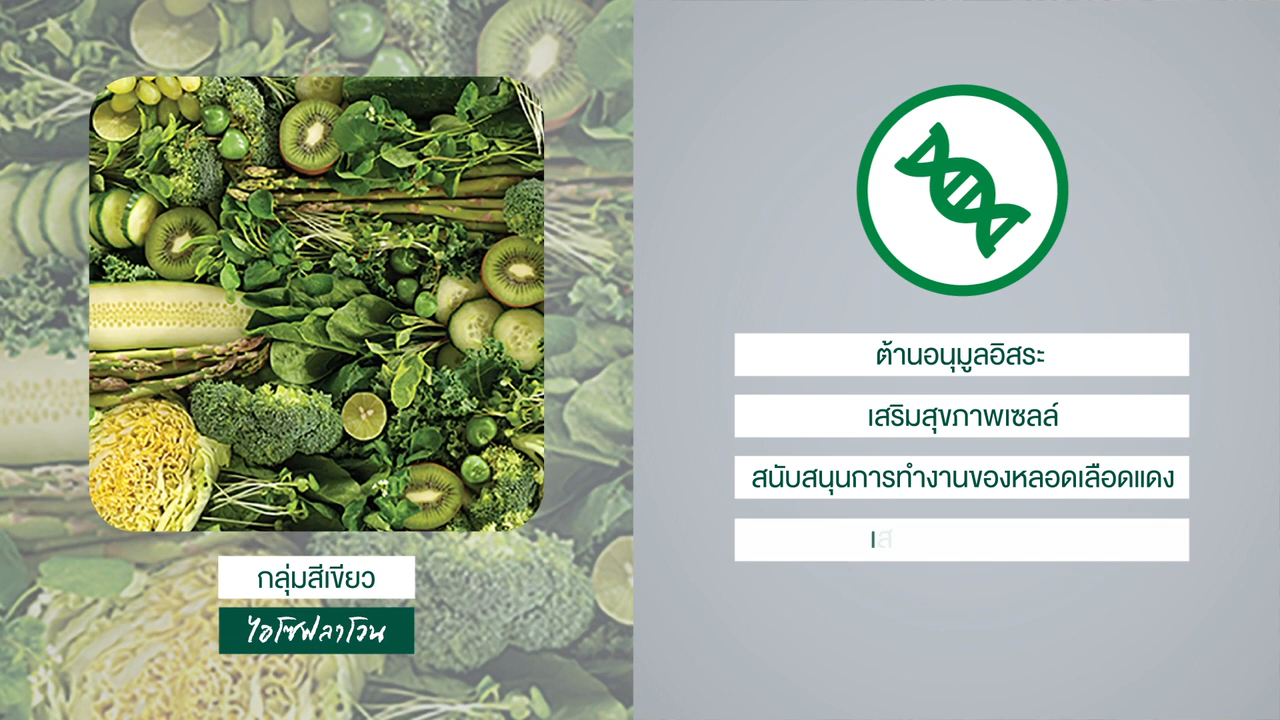 กลุ่มสีเขียว
ไอโซฟลาโวน
ต้านอนุมูลอิสระ
เสริมสุขภาพเซลล์
สนับสนุนการทำงานของหลอดเลือดแดง
เส